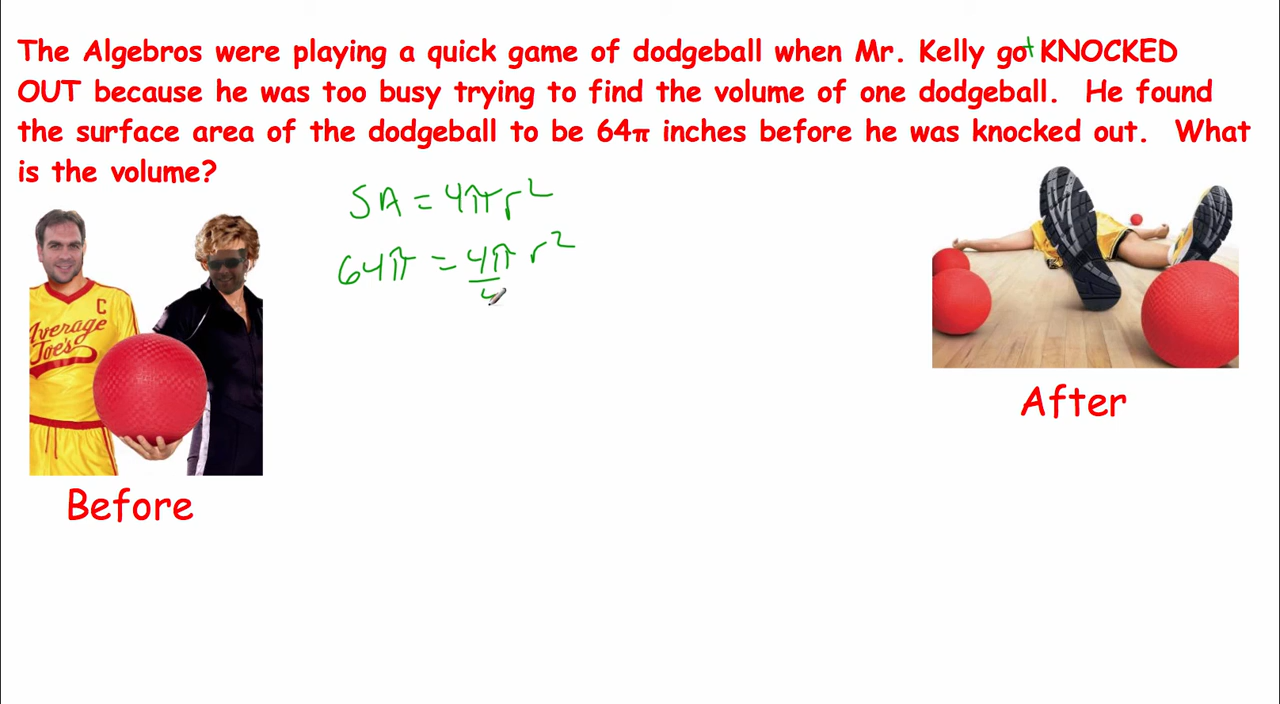 The Algebros were playing a quick game of dodgeball when Mr. Kelly got KNOCKED
OUT because he was too busy trying to find the volume of one dodgeball. He found
the surface area of the dodgeball to be 64π inches before he was knocked out. What
is the volume?
SA = 4πr²
64π = 4πr²
4
C
Average
Joe's
Before
After